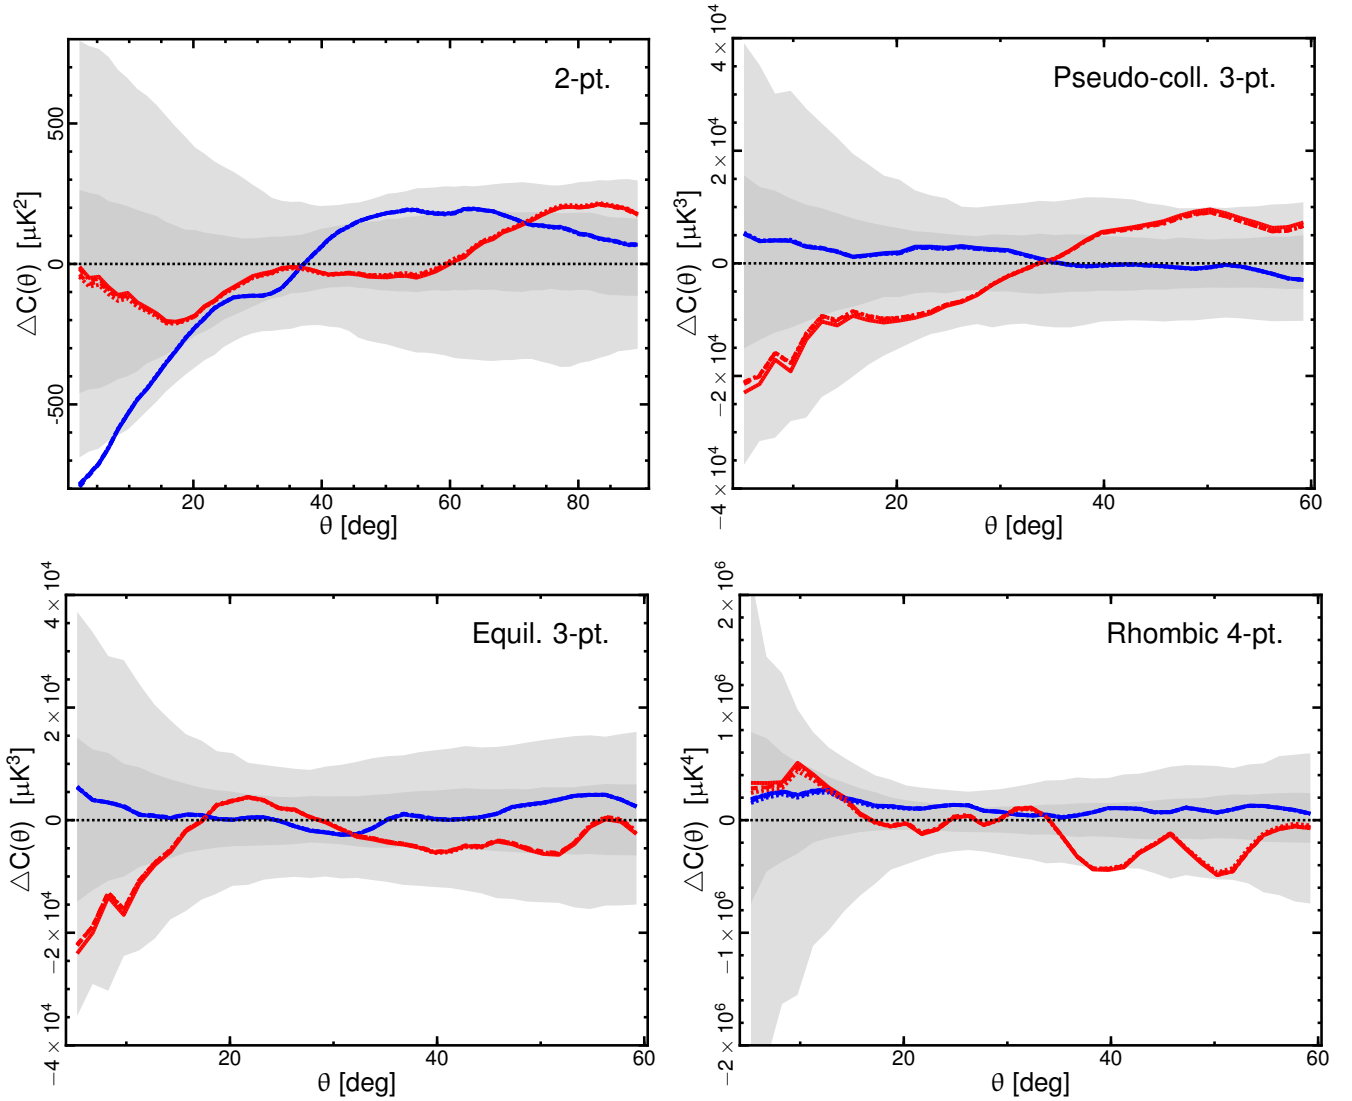 2-pt.
500
0
-500
△C(θ) [μK²]
20 40 60 80
θ [deg]
Pseudo-coll. 3-pt.
4 × 10⁴
2 × 10⁴
0
−2 × 10⁴
−4 × 10⁴
△C(θ) [μK³]
20 40 60
θ [deg]
Equil. 3-pt.
4 × 10⁴
2 × 10⁴
0
−2 × 10⁴
−4 × 10⁴
△C(θ) [μK³]
20 40 60
θ [deg]
Rhombic 4-pt.
2 × 10⁶
1 × 10⁶
0
−1 × 10⁶
−2 × 10⁶
△C(θ) [μK⁴]
20 40 60
θ [deg]